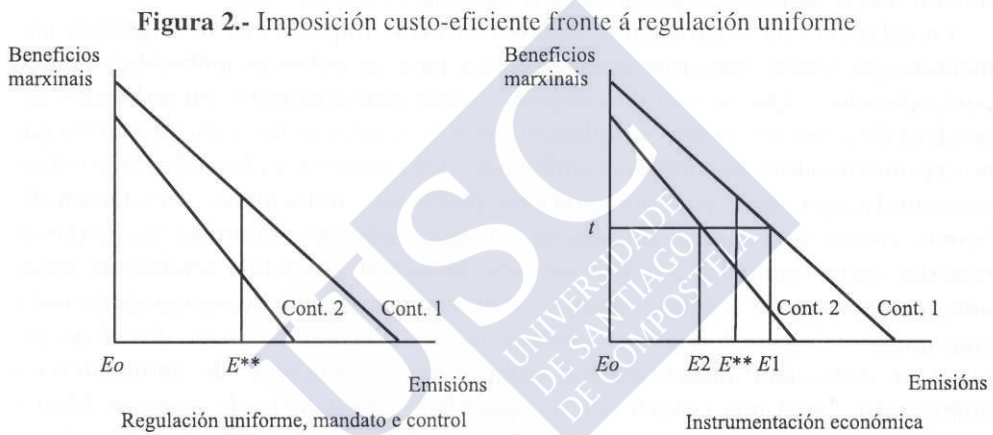 Figura 2.- Imposición custo-eficiente fronte á regulación uniforme
Beneficios
marxinais
Cont. 2
Cont. 1
Eo
E**
Emisións
Regulación uniforme, mandato e control
Beneficios
marxinais
t
Cont. 2
Cont. 1
Eo
E2
E**
E1
Emisións
Instrumentación económica
USC
UNIVERSIDADE
DE SANTIAGO
DE COMPOSTELA